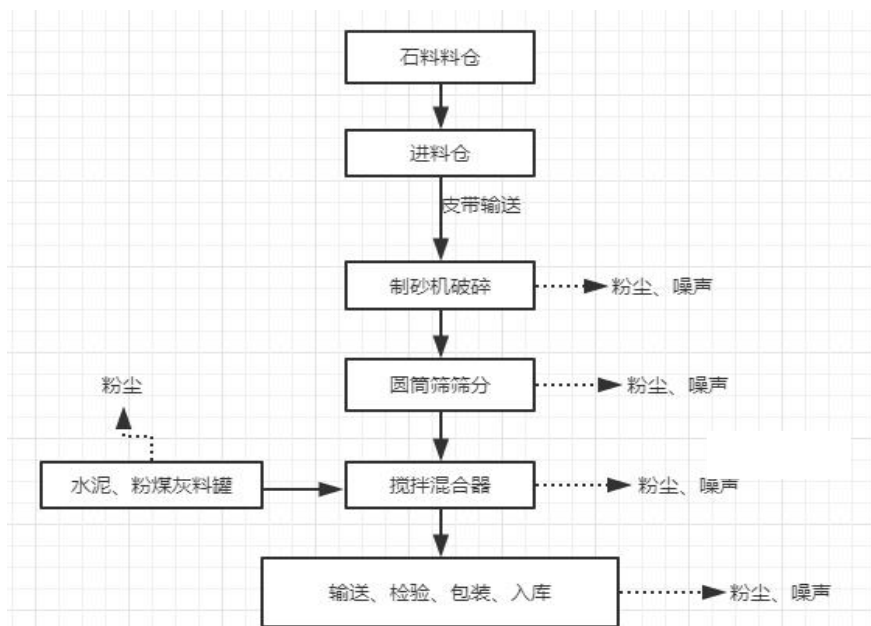 石料料仓
进料仓
皮带输送
制砂机破碎
粉尘、噪声
圆筒筛筛分
粉尘、噪声
粉尘
水泥、粉煤灰料罐
搅拌混合器
粉尘、噪声
输送、检验、包装、入库
粉尘、噪声